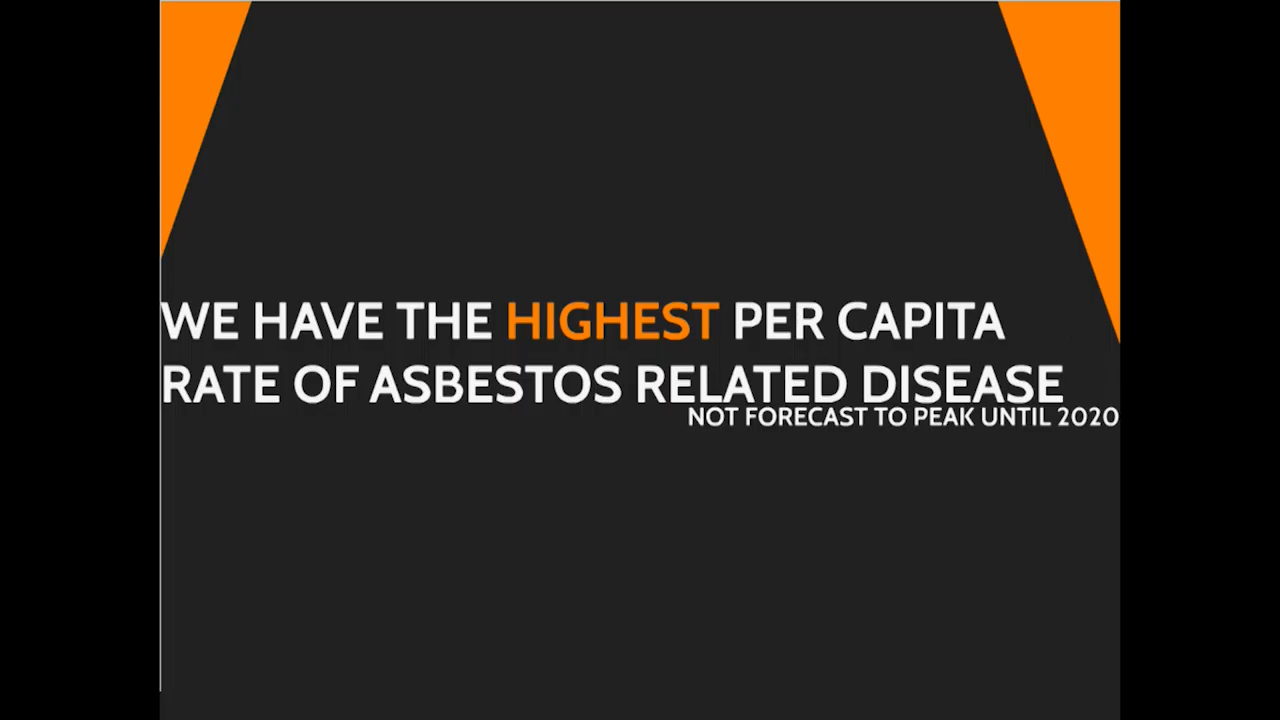 WE HAVE THE HIGHEST PER CAPITA
RATE OF ASBESTOS RELATED DISEASE
NOT FORECAST TO PEAK UNTIL 2020